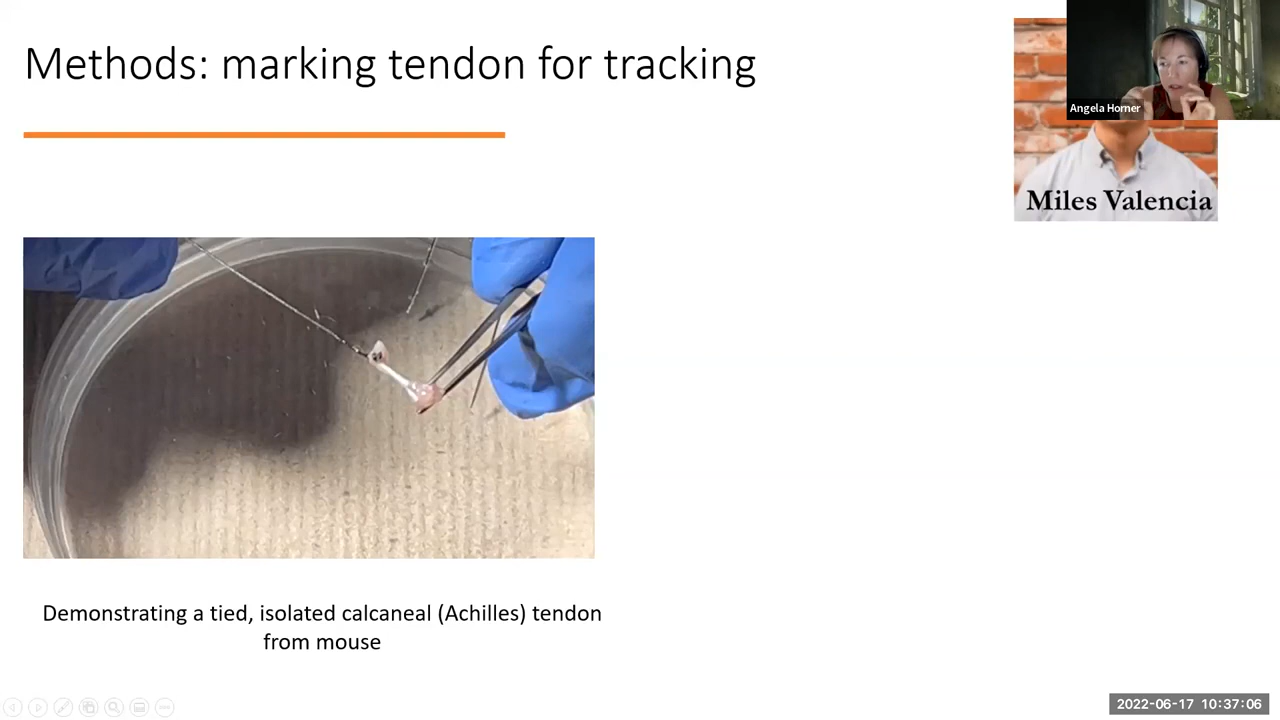 Methods: marking tendon for tracking
Angela Horner
Miles Valencia
Demonstrating a tied, isolated calcaneal (Achilles) tendon
from mouse
2022-06-17 10:37:06